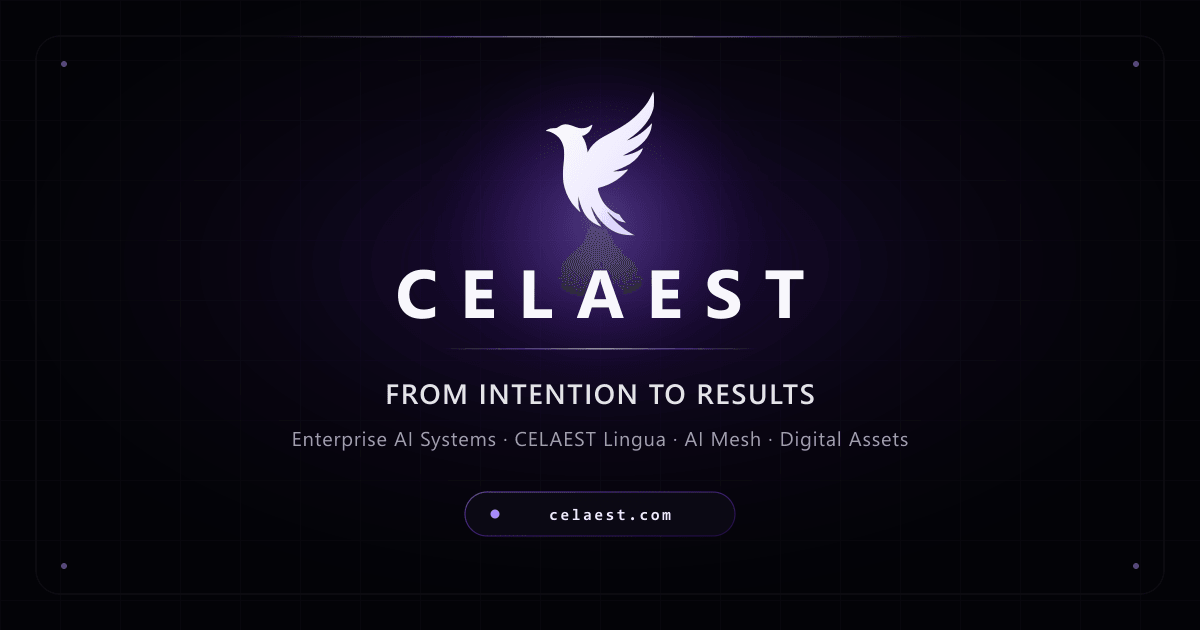 CELAEST
FROM INTENTION TO RESULTS
Enterprise AI Systems · CELAEST Lingua · AI Mesh · Digital Assets
celaest.com